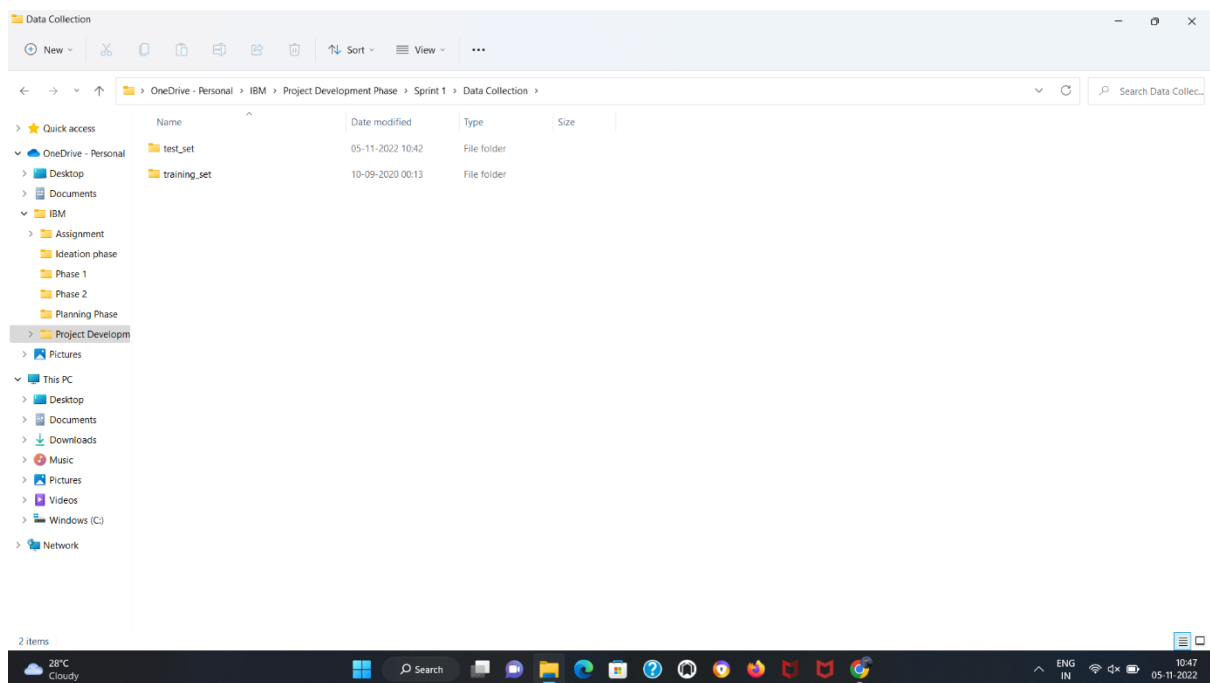 Data Collection
New
Sort
View
OneDrive - Personal > IBM > Project Development Phase > Sprint 1 > Data Collection >
Search Data Collec...
Name Date modified Type Size
test_set 05-11-2022 10:42 File folder
training_set 10-09-2020 00:13 File folder
Quick access
OneDrive - Personal
Desktop
Documents
IBM
Assignment
Ideation phase
Phase 1
Phase 2
Planning Phase
Project Developm
Pictures
This PC
Desktop
Documents
Downloads
Music
Pictures
Videos
Windows (C:)
Network
2 items
28°C
Cloudy
Search
ENG
IN
10:47
05-11-2022